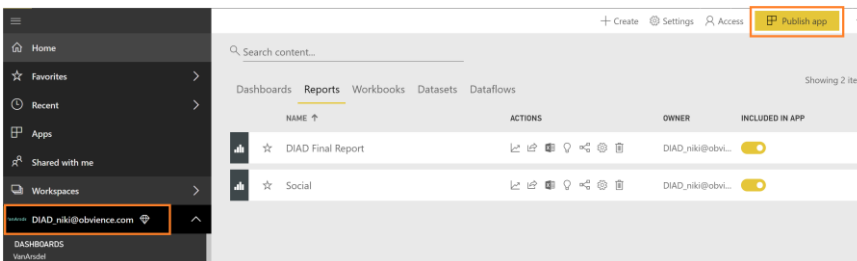 Create Settings Access Publish app
Home
Search content...
Favorites
Showing 2 ite
Dashboards Reports Workbooks Datasets Dataflows
Recent
NAME ACTIONS OWNER INCLUDED IN APP
Apps
DIAD Final Report DIAD_niki@obvi...
Shared with me
Social DIAD_niki@obvi...
Workspaces
DIAD_niki@obvience.com
DASHBOARDS
VanArsdel